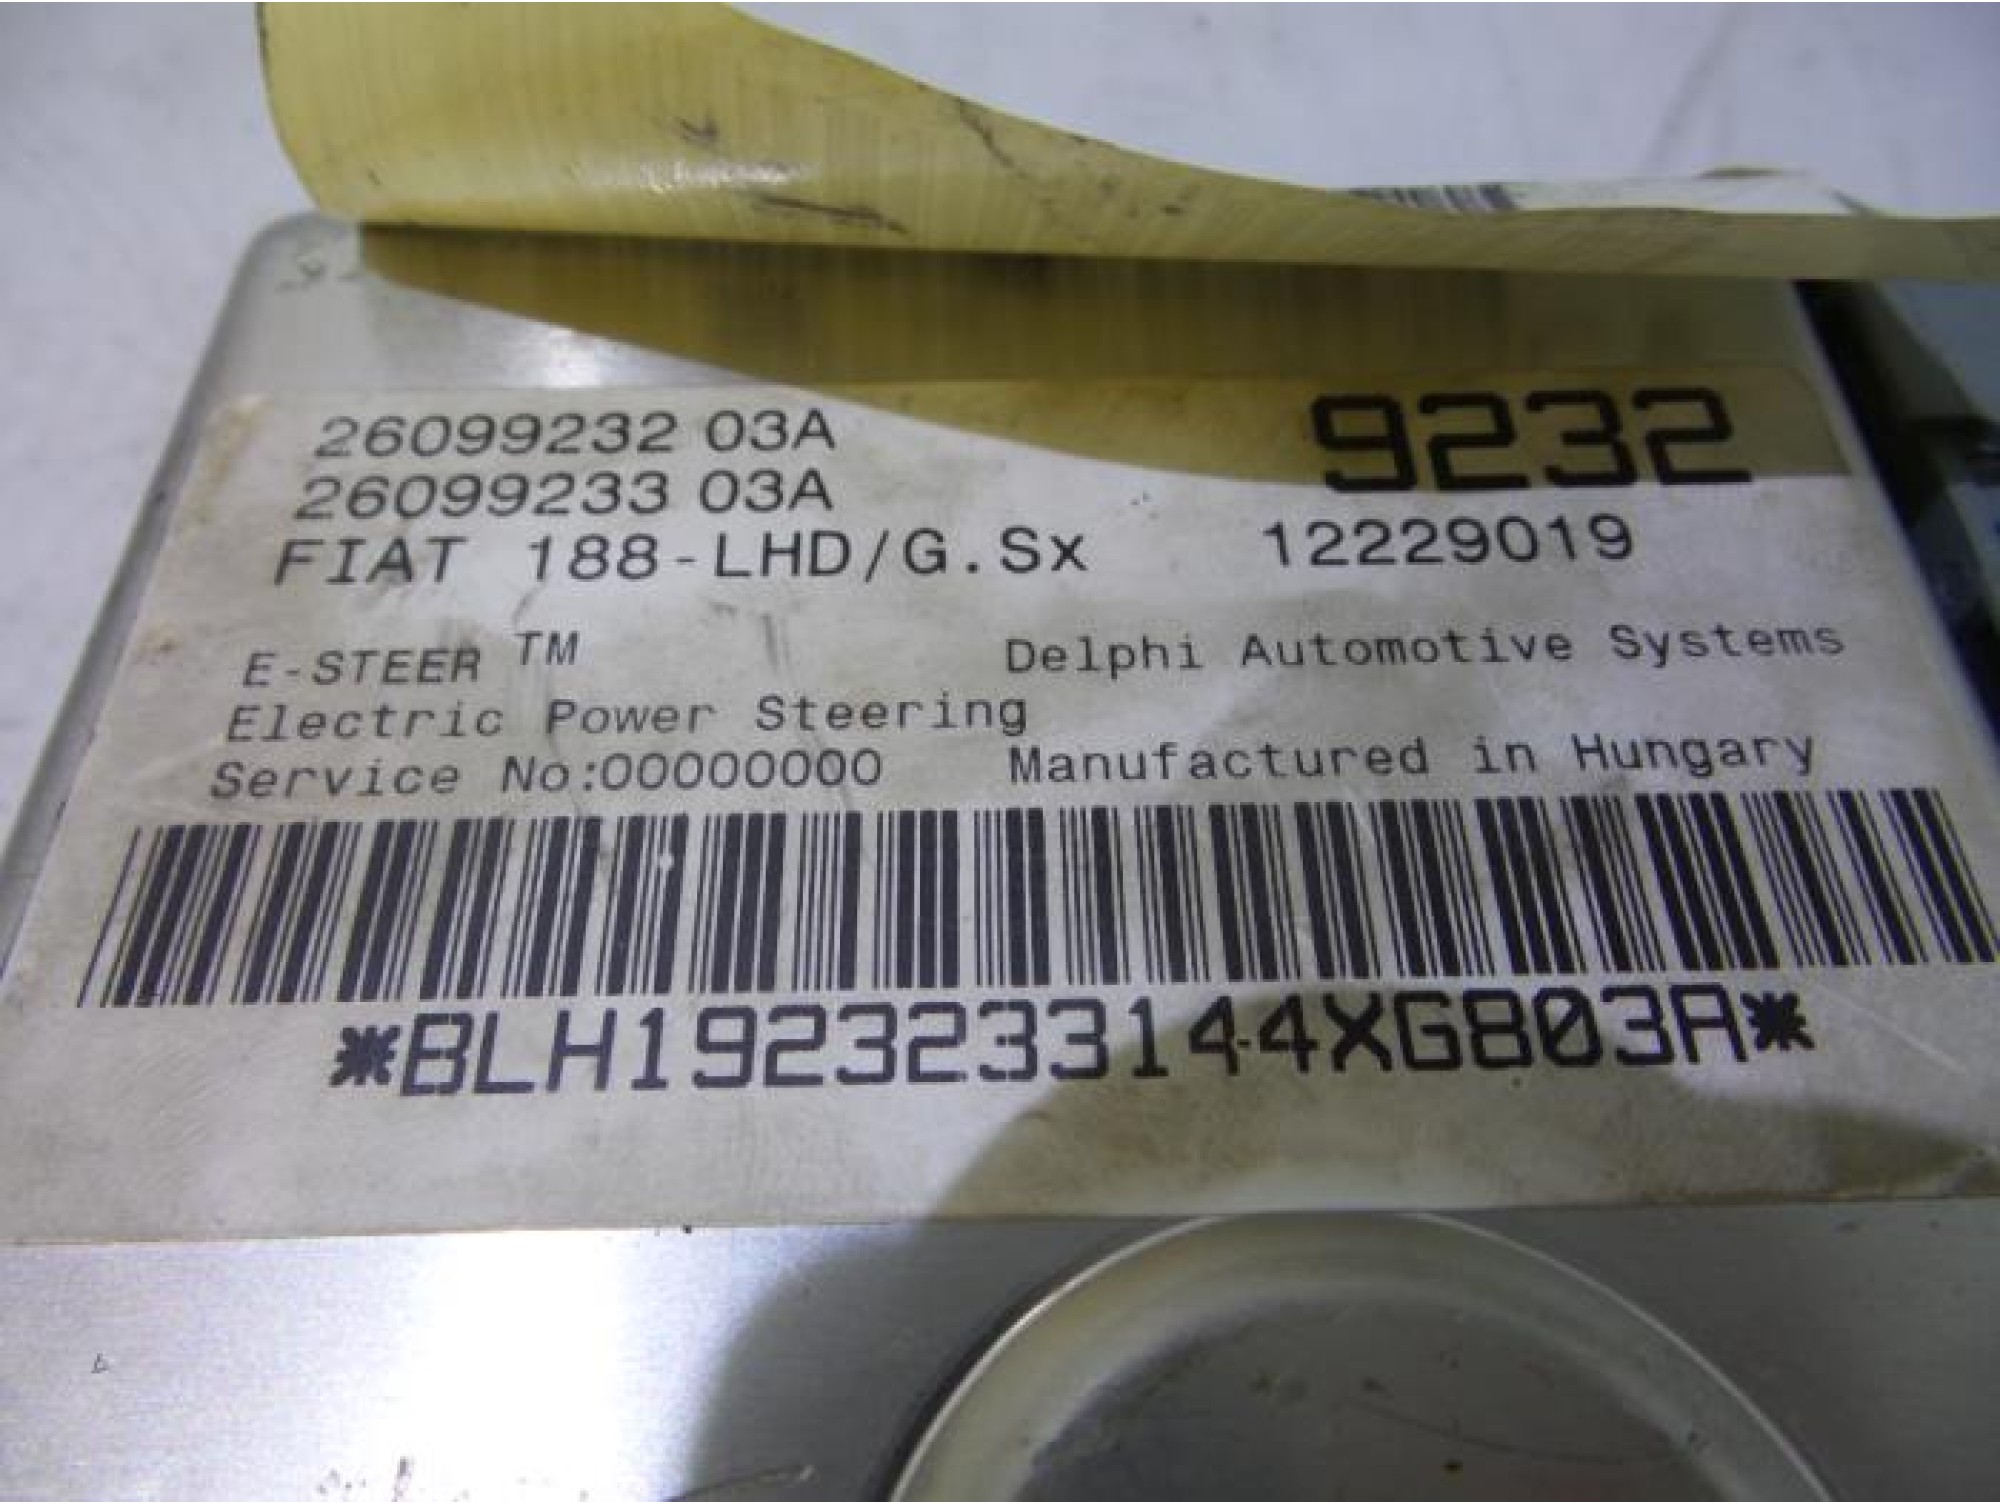 26099232 03A 9232
26099233 03A
FIAT 188-LHD/G.Sx 12229019
E-STEER TM Delphi Automotive Systems
Electric Power Steering
Service No:00000000 Manufactured in Hungary
*BLH1923233144XG803A*